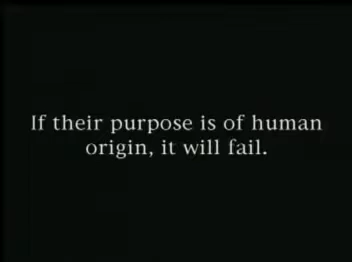 If their purpose is of human
origin, it will fail.